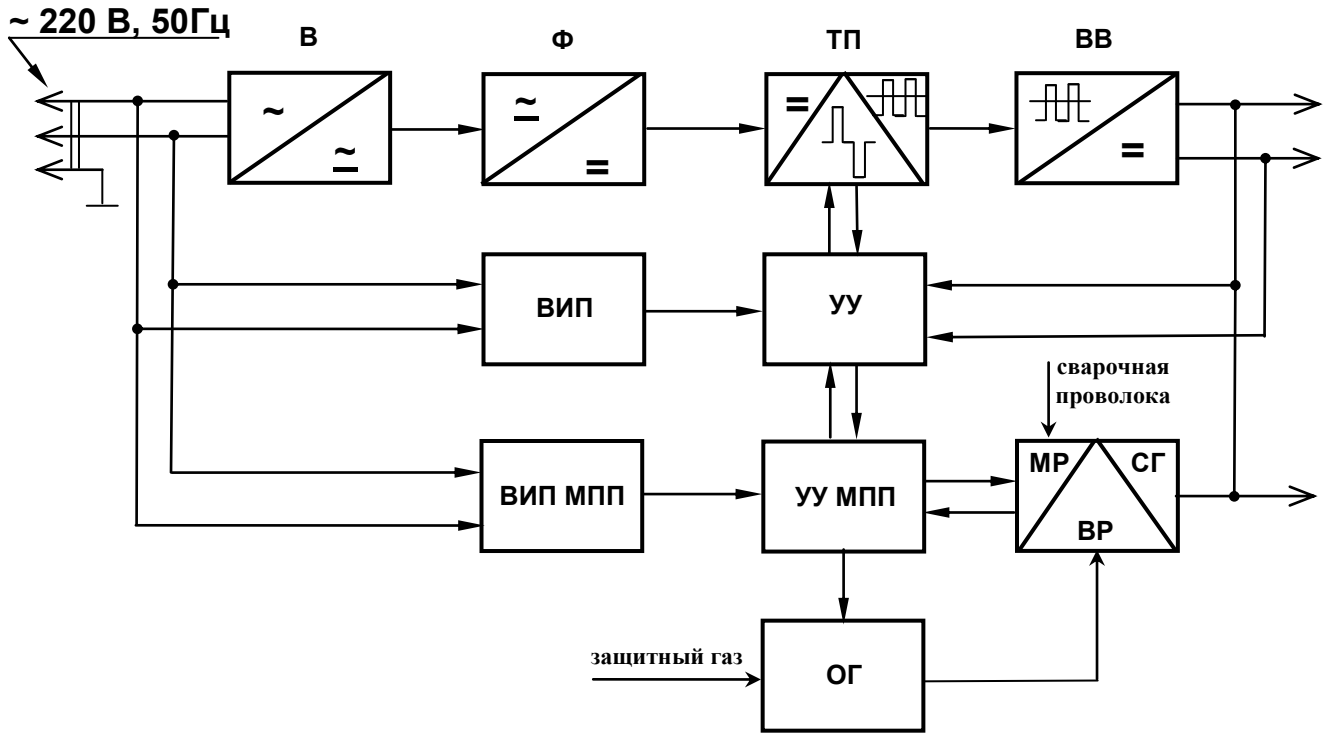 ~ 220 В, 50Гц
В
Ф
ТП
ВВ
~
≃
≃
=
=
=
ВИП
УУ
сварочная
проволока
ВИП МПП
УУ МПП
МР
СГ
ВР
защитный газ
ОГ